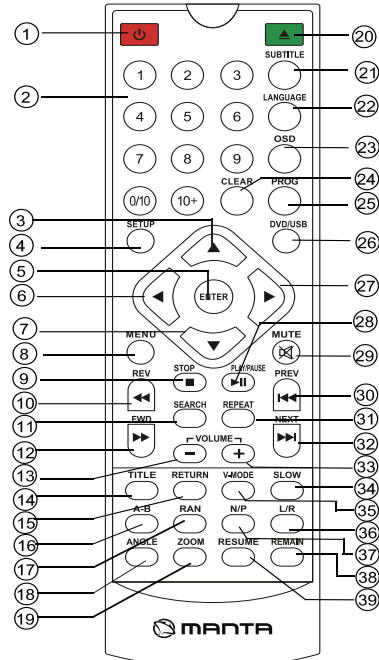 1 20
SUBTITLE
2 1 2 3 21
LANGUAGE
4 5 6 22
OSD
7 8 9 23
CLEAR PROG 24
0/10 10+ 25
SETUP DVD/USB 26
3
4
5 ENTER
6 27
7 28
MENU MUTE
8 29
STOP PLAY/PAUSE
9
REV PREV
10 30
SEARCH REPEAT
11 31
FWD NEXT
12 32
VOLUME
13 33
TITLE RETURN V-MODE SLOW
14 34
15 35
A-B RAN N/P L/R
16 36
17 37
ANGLE ZOOM RESUME REMAIN
18 38
19 39
MANTA